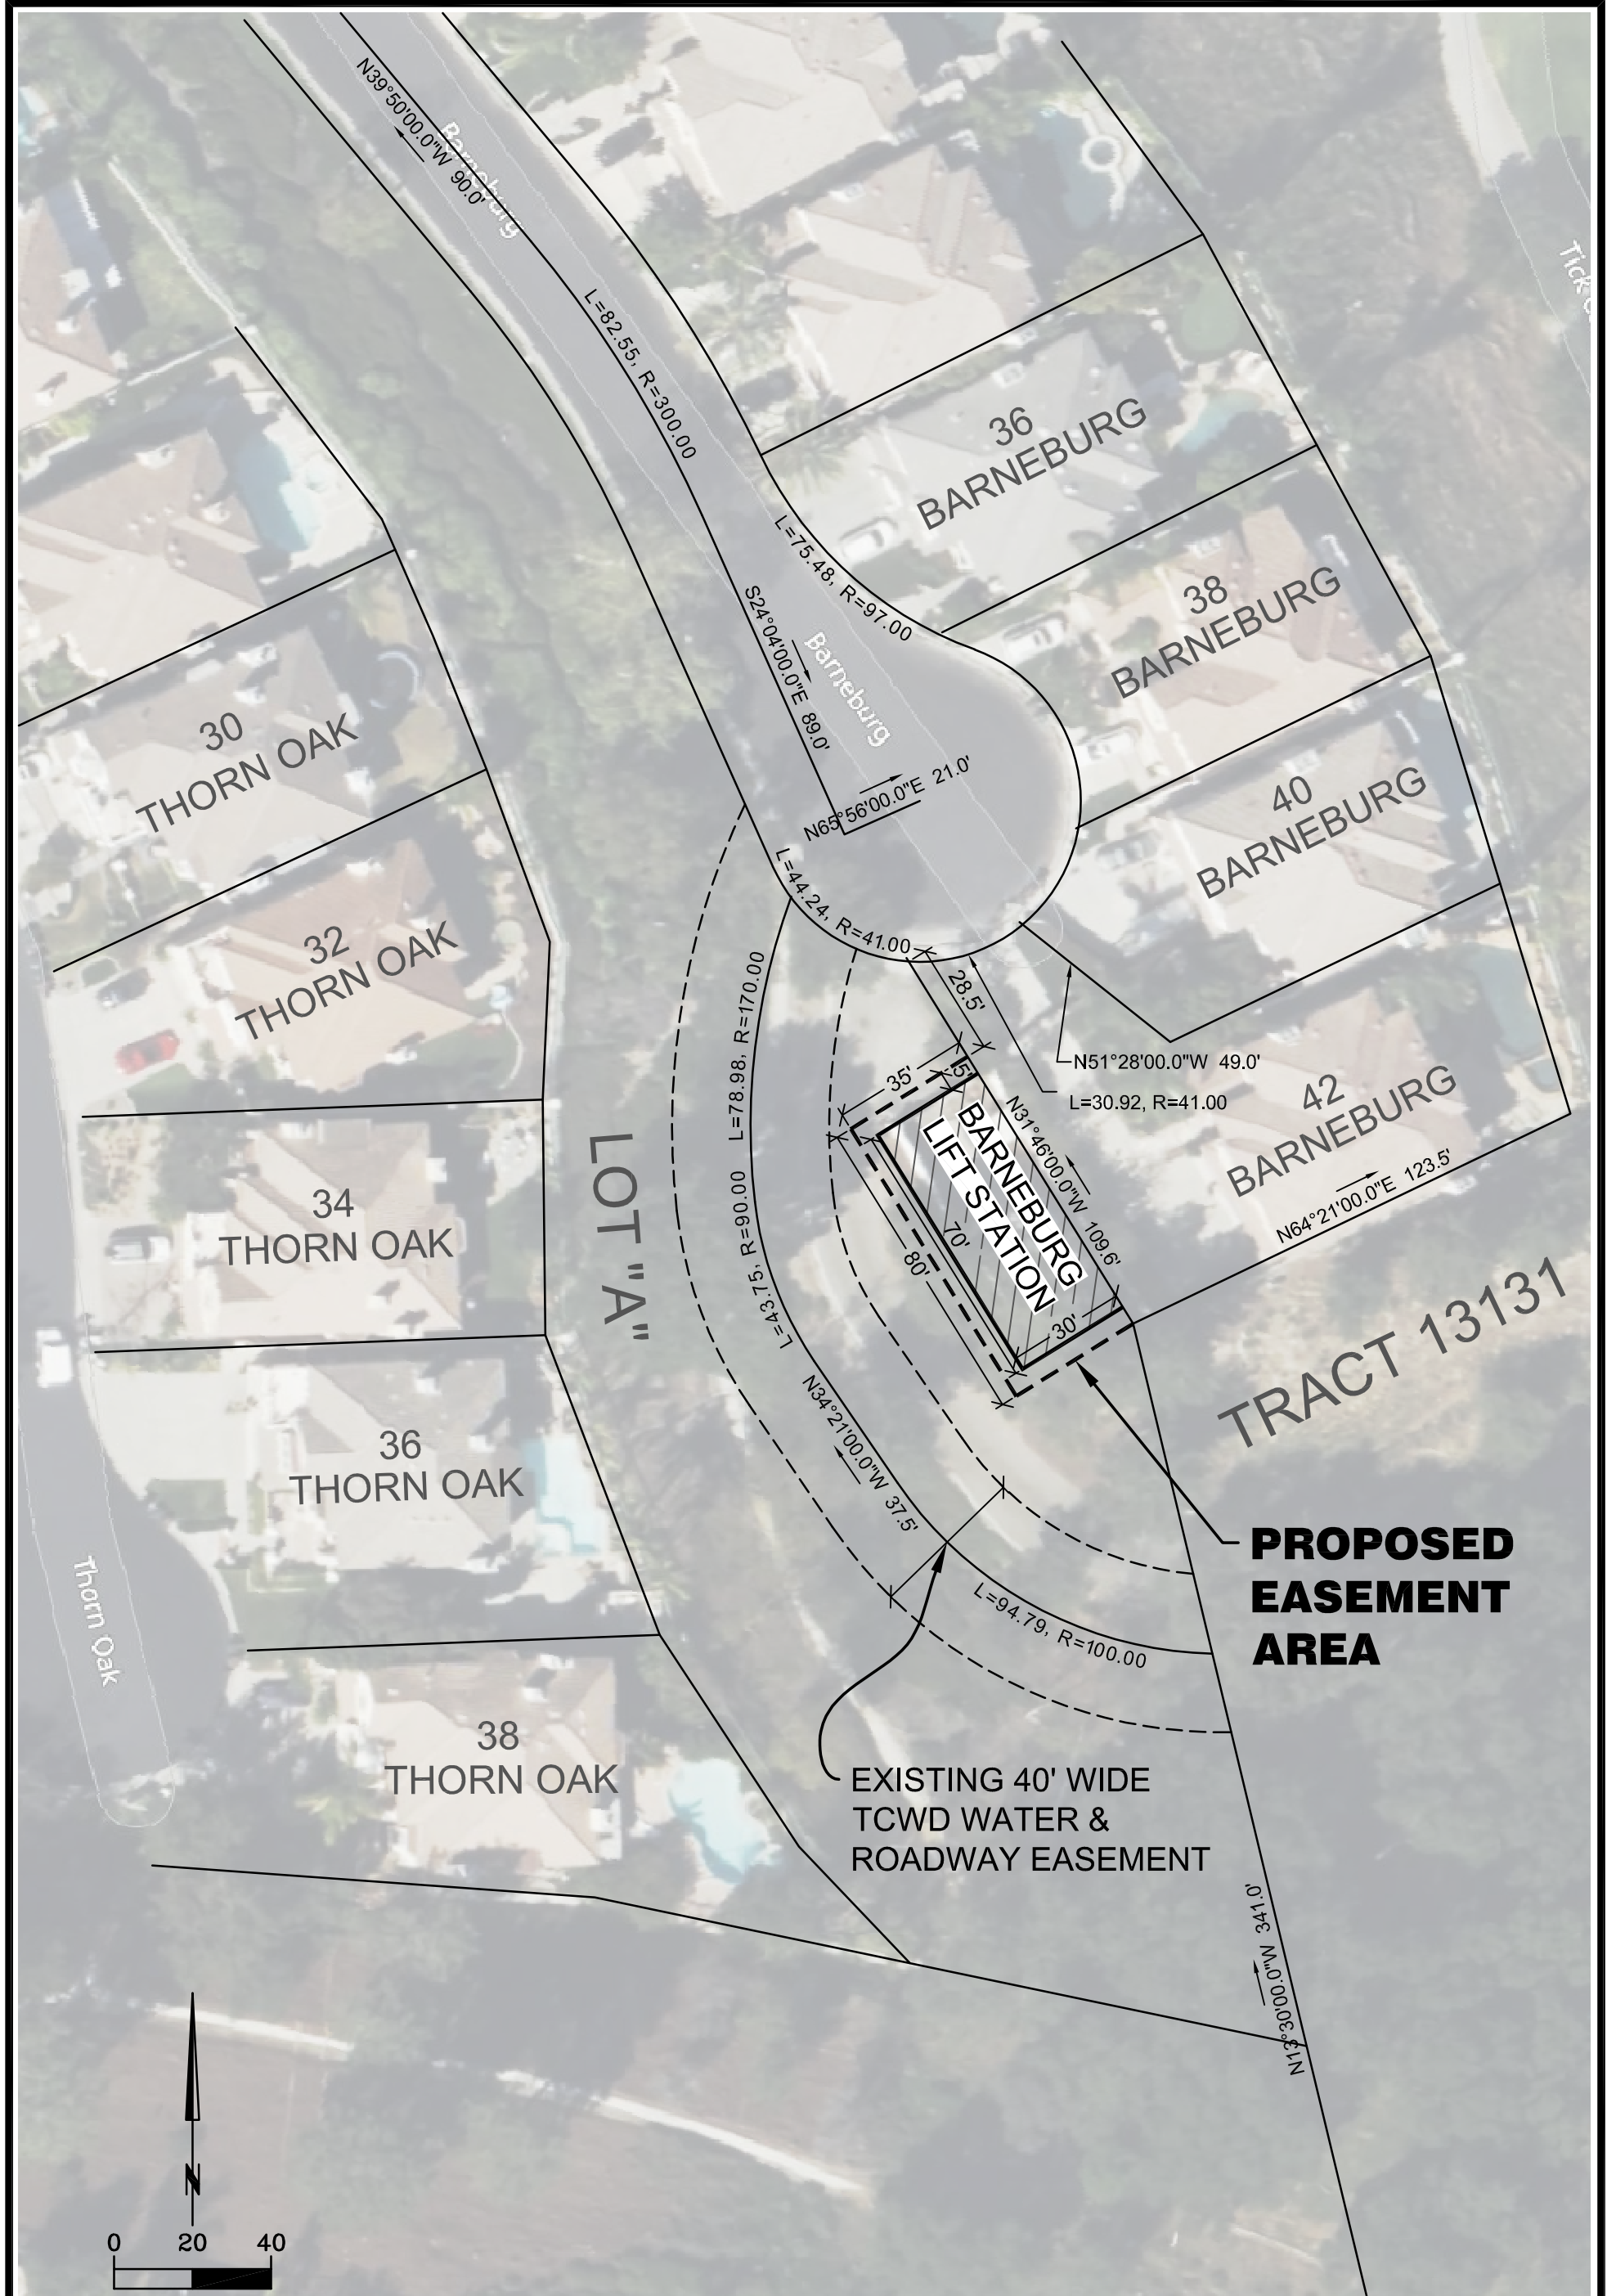 N39°50'00.0"W 90.0'
Barneburg
L=82.55, R=300.00
36
BARNEBURG
L=75.48, R=97.00
38
BARNEBURG
S24°04'00.0"E 89.0'
Barneburg
N65°56'00.0"E 21.0'
40
BARNEBURG
30
THORN OAK
L=44.24, R=41.00
32
THORN OAK
28.5'
N51°28'00.0"W 49.0'
L=30.92, R=41.00
42
BARNEBURG
N64°21'00.0"E 123.5'
L=78.98, R=170.00
35'
5'
N31°46'00.0"W 109.6'
BARNEBURG
LIFT STATION
70'
80'
30'
LOT "A"
L=43.75, R=90.00
34
THORN OAK
TRACT 13131
N34°21'00.0"W 37.5'
36
THORN OAK
PROPOSED
EASEMENT
AREA
L=94.79, R=100.00
Thorn Oak
38
THORN OAK
EXISTING 40' WIDE
TCWD WATER &
ROADWAY EASEMENT
N13°30'00.0"W 341.0'
N
0 20 40
Tick